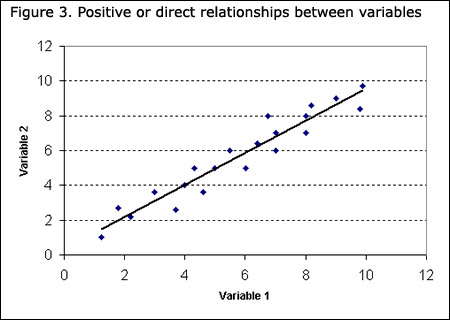 Figure 3. Positive or direct relationships between variables
12
10
8
6
4
2
0
Variable 2
0 2 4 6 8 10 12
Variable 1